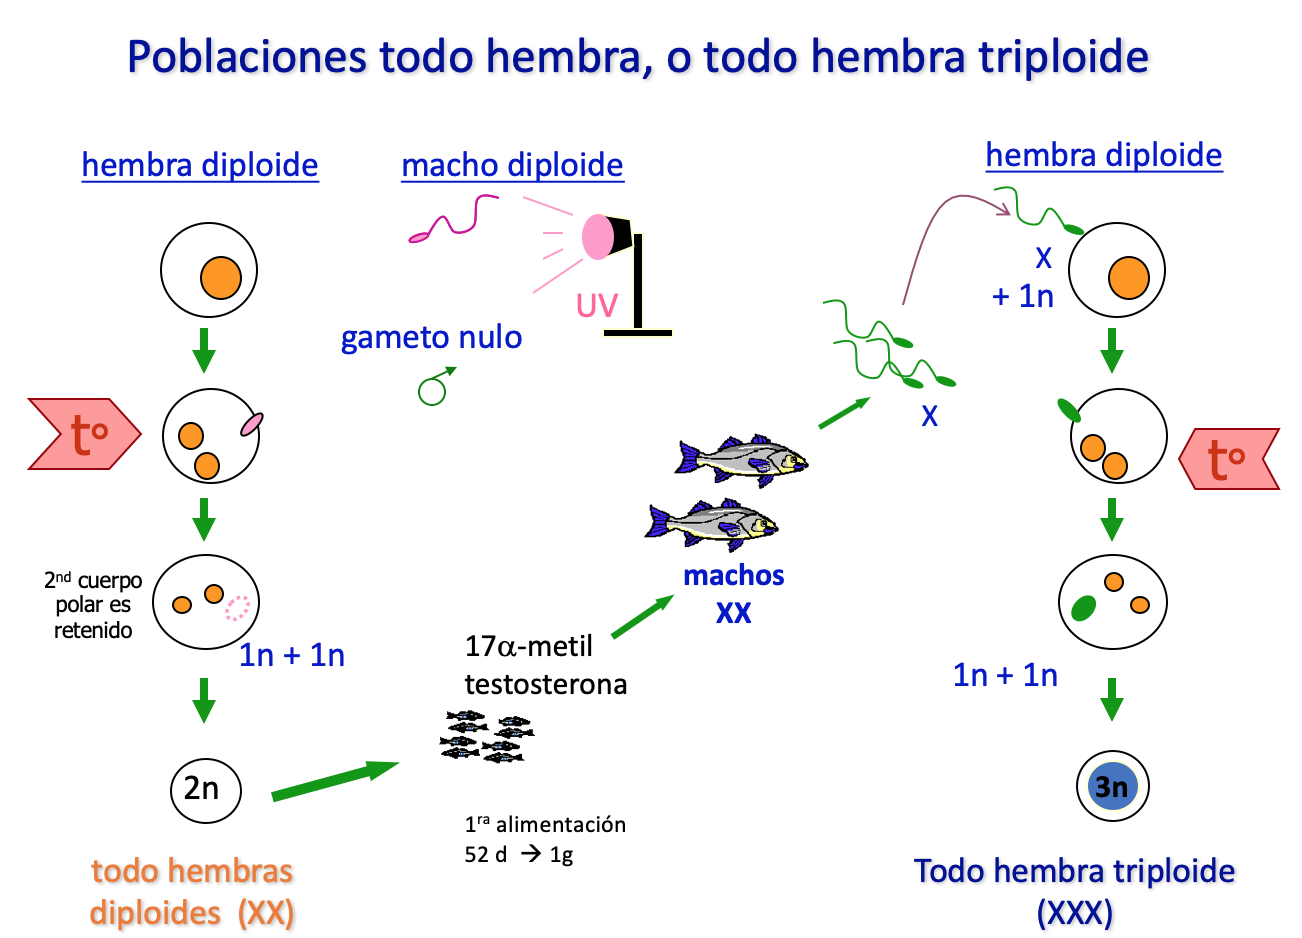 Poblaciones todo hembra, o todo hembra triploide
hembra diploide
macho diploide
hembra diploide
UV
gameto nulo
X
+ 1n
X
tº
tº
machos
XX
2nd cuerpo
polar es
retenido
1n + 1n
17α-metil
testosterona
1n + 1n
2n
3n
1ra alimentación
52 d → 1g
todo hembras
diploides (XX)
Todo hembra triploide
(XXX)